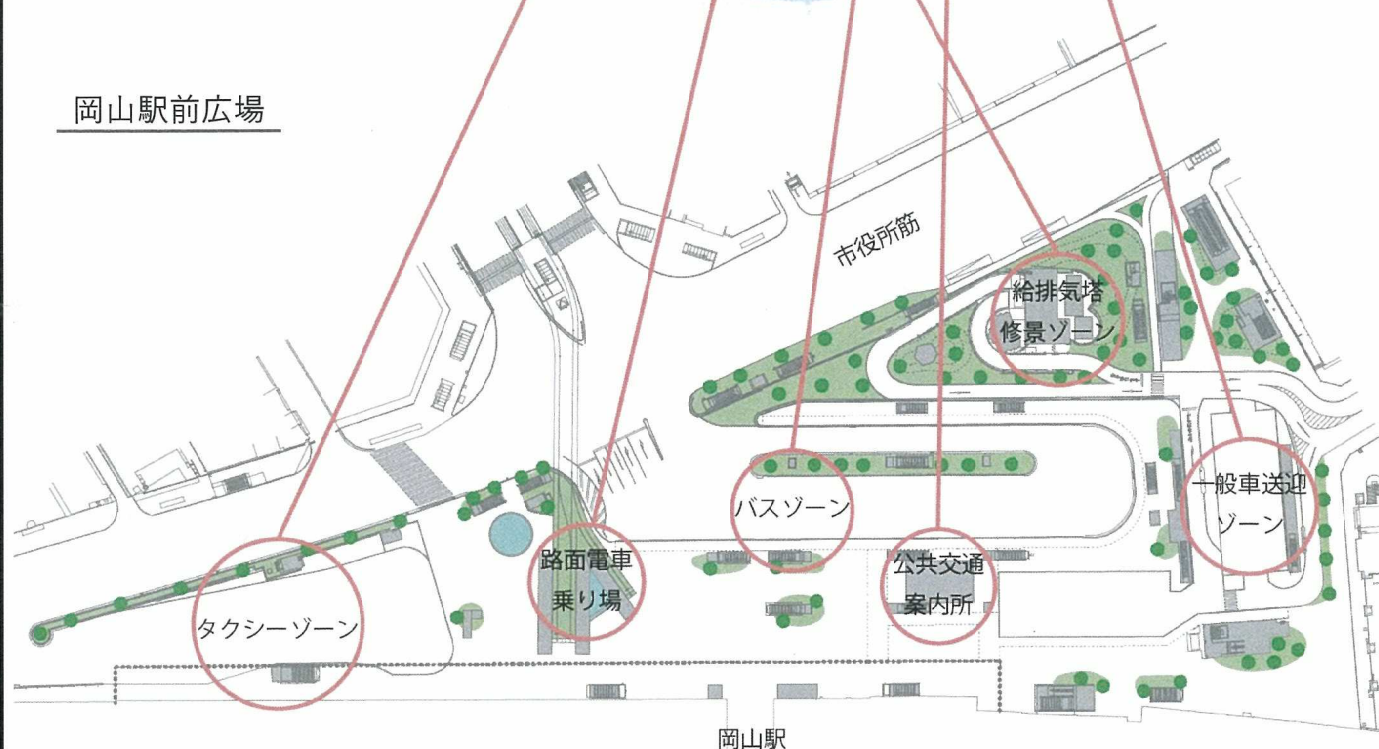 岡山駅前広場
市役所筋
給排気塔
修景ゾーン
一般車送迎
ゾーン
バスゾーン
路面電車
乗り場
公共交通
案内所
タクシーゾーン
岡山駅